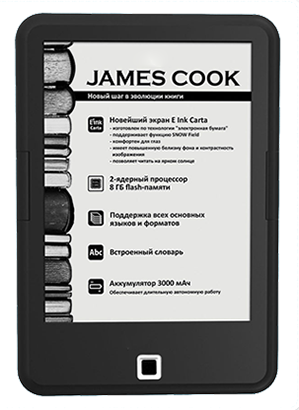 JAMES COOK
Новый шаг в эволюции книги
Eink
Carta
Новейший экран E Ink Carta
- изготовлен по технологии "электронная бумага"
- поддерживает функцию SNOW Field
- комфортен для глаз
- имеет повышенную белизну фона и контрастность
изображения
- позволяет читать на ярком солнце
2-ядерный процессор
8 ГБ flash-памяти
Поддержка всех основных
языков и форматов
Abc
Встроенный словарь
Аккумулятор 3000 мАч
Обеспечивает длительную автономную работу